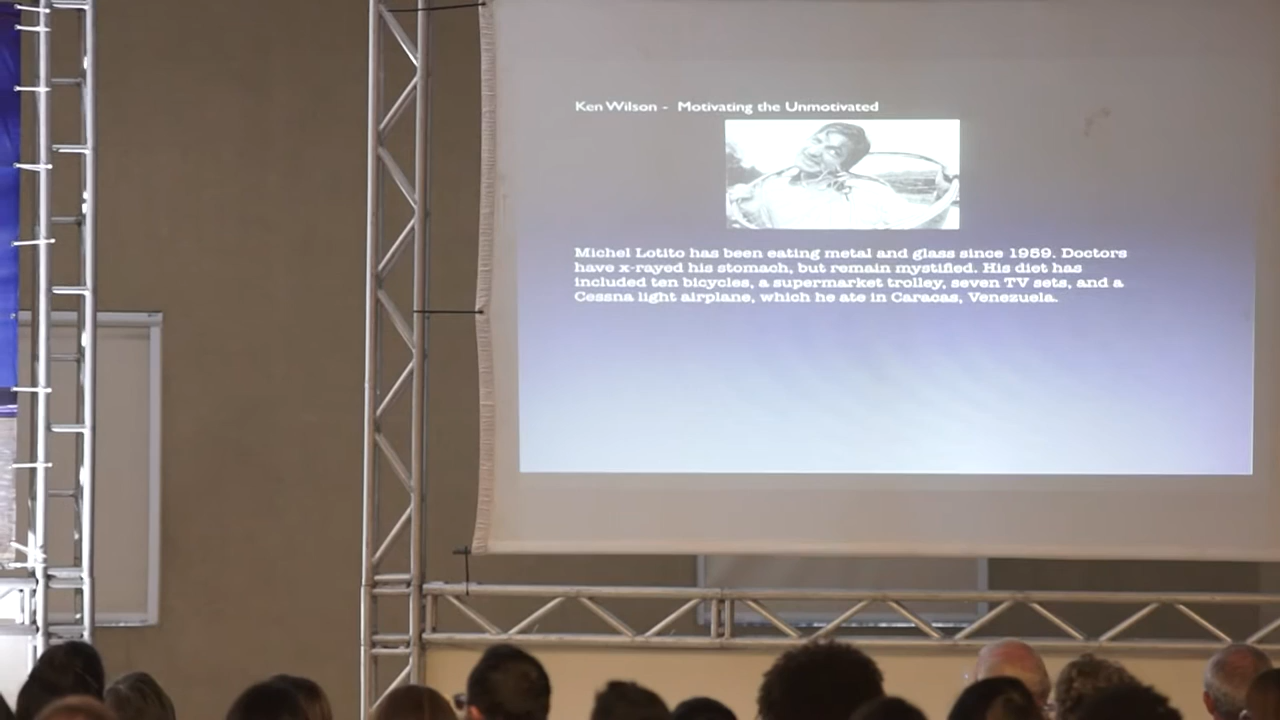 Ken Wilson - Motivating the Unmotivated
Michel Lotito has been eating metal and glass since 1959. Doctors
have x-rayed his stomach, but remain mystified. His diet has
included ten bicycles, a supermarket trolley, seven TV sets, and a
Cessna light airplane, which he ate in Caracas, Venezuela.